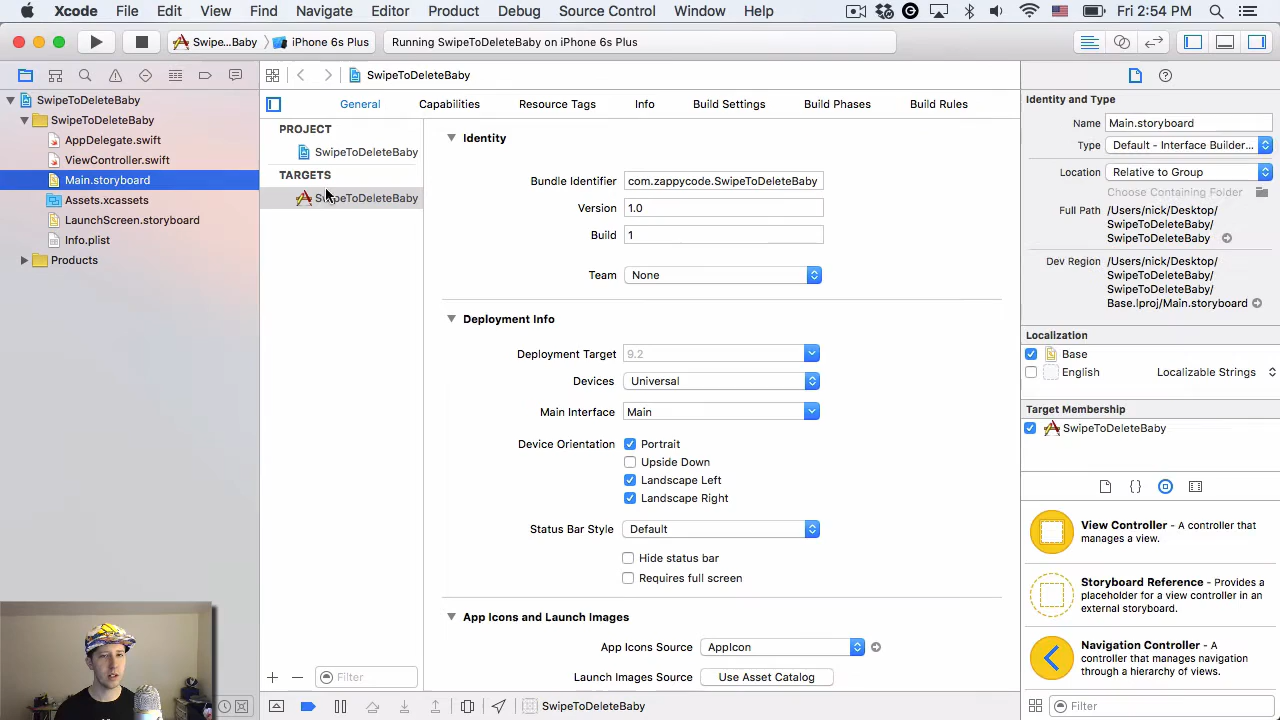 Xcode File Edit View Find Navigate Editor Product Debug Source Control Window Help Fri 2:54 PM
Swipe...Baby iPhone 6s Plus Running SwipeToDeleteBaby on iPhone 6s Plus
SwipeToDeleteBaby
SwipeToDeleteBaby
AppDelegate.swift
ViewController.swift
Main.storyboard
Assets.xcassets
LaunchScreen.storyboard
Info.plist
Products
SwipeToDeleteBaby
General Capabilities Resource Tags Info Build Settings Build Phases Build Rules
PROJECT
SwipeToDeleteBaby
TARGETS
SwipeToDeleteBaby
Filter
Identity
Bundle Identifier com.zappycode.SwipeToDeleteBaby
Version 1.0
Build 1
Team None
Deployment Info
Deployment Target 9.2
Devices Universal
Main Interface Main
Device Orientation Portrait
Upside Down
Landscape Left
Landscape Right
Status Bar Style Default
Hide status bar
Requires full screen
App Icons and Launch Images
App Icons Source AppIcon
Launch Images Source Use Asset Catalog
SwipeToDeleteBaby
Identity and Type
Name Main.storyboard
Type Default - Interface Builder...
Location Relative to Group
Choose Containing Folder
Full Path /Users/nick/Desktop/
SwipeToDeleteBaby/
SwipeToDeleteBaby
Dev Region /Users/nick/Desktop/
SwipeToDeleteBaby/
SwipeToDeleteBaby/
Base.lproj/Main.storyboard
Localization
Base
English Localizable Strings
Target Membership
SwipeToDeleteBaby
View Controller - A controller that
manages a view.
Storyboard Reference - Provides a
placeholder for a view controller in an
external storyboard.
Navigation Controller - A
controller that manages navigation
through a hierarchy of views.
Filter